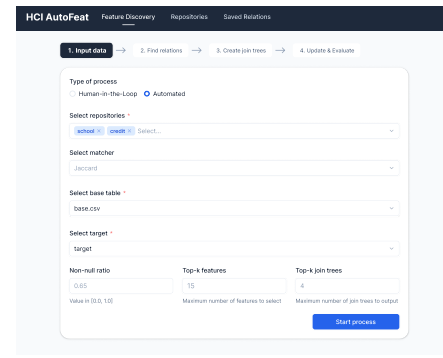 HCI AutoFeat Feature Discovery Repositories Saved Relations
1. Input data → 2. Find relations → 3. Create join trees → 4. Update & Evaluate
Type of process
Human-in-the-Loop Automated
Select repositories *
school × credit × Select...
Select matcher
Jaccard
Select base table *
base.csv
Select target *
target
Non-null ratio Top-k features Top-k join trees
0.65 15 4
Value in [0.0, 1.0] Maximum number of features to select Maximum number of join trees to output
Start process